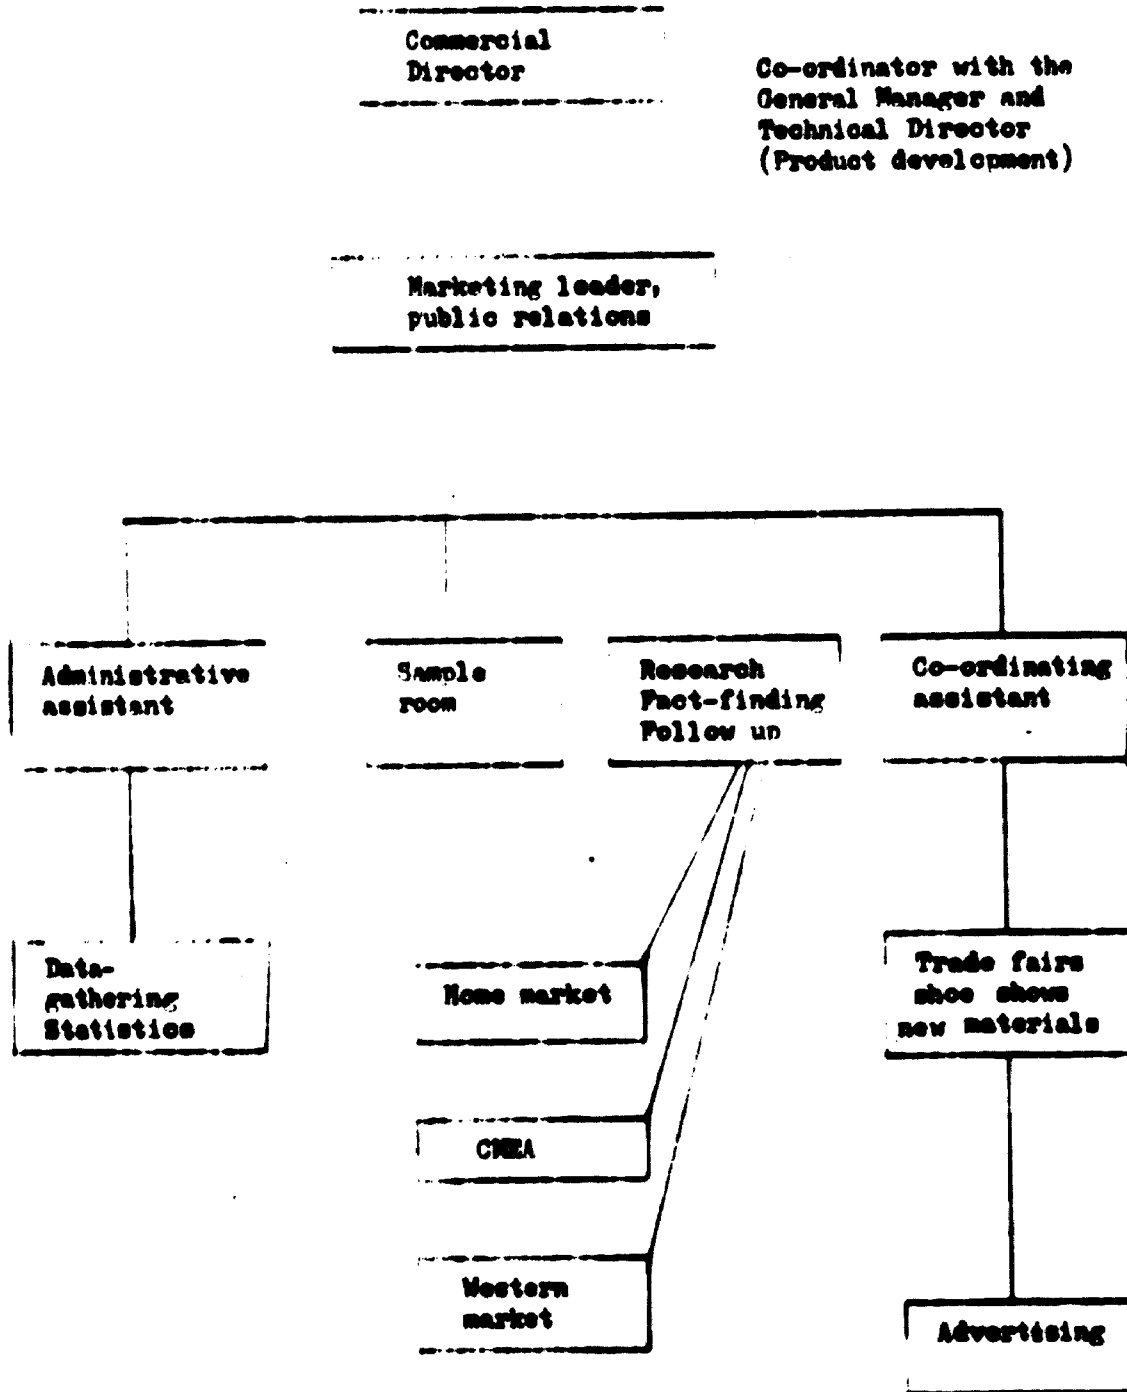 Commercial
Director
Co-ordinator with the
General Manager and
Technical Director
(Product development)
Marketing leader,
public relations
Administrative
assistant
Sample
room
Research
Fact-finding
Follow up
Co-ordinating
assistant
Data-
gathering
Statistics
Home market
CMEA
Western
market
Trade fairs
shoe shows
new materials
Advertising